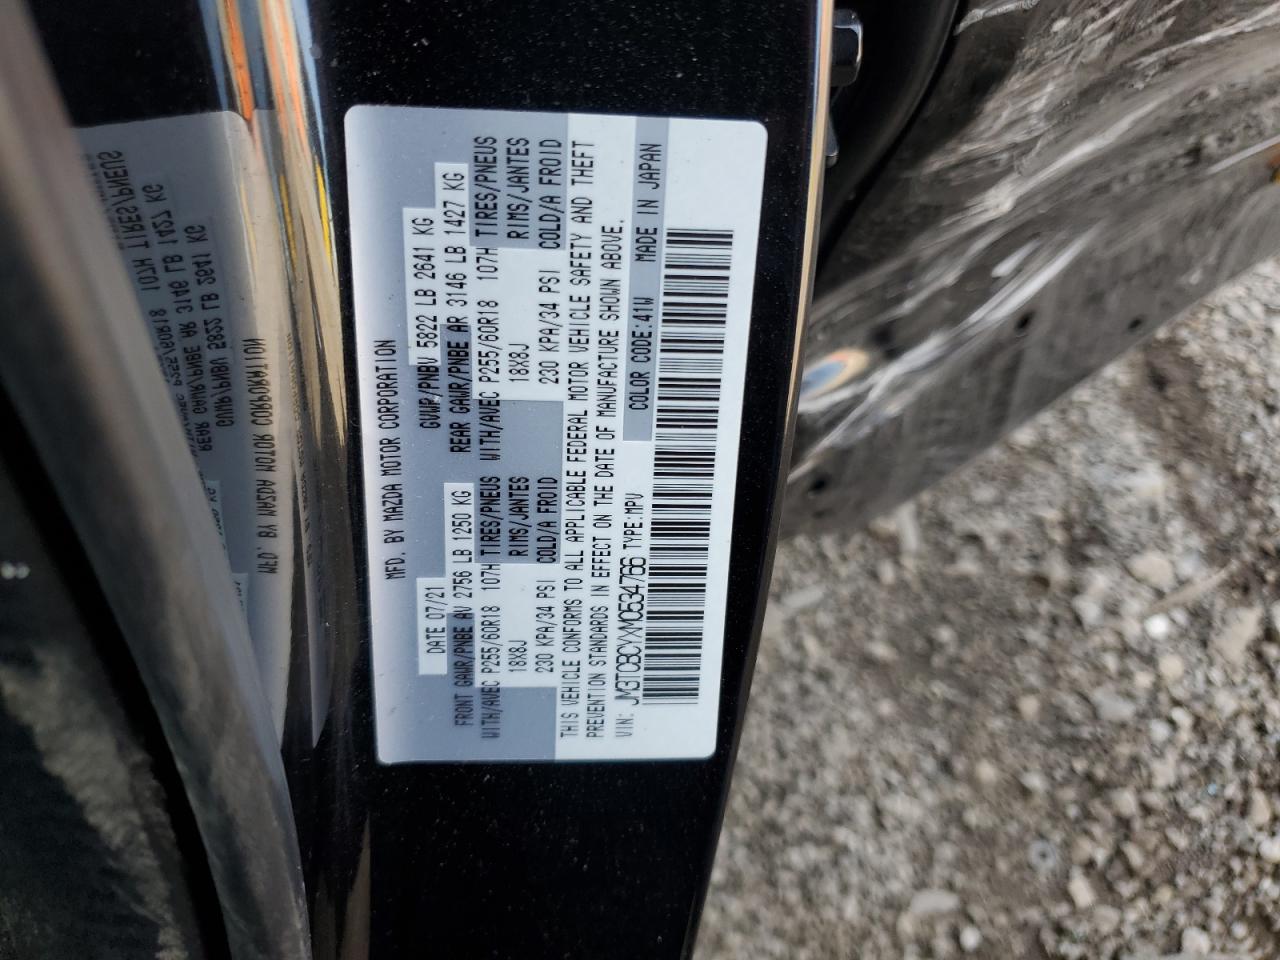 MFD. BY MAZDA MOTOR CORPORATION
DATE 07/21 GVWR/PNBV 5822 LB 2641 KG
FRONT GAWR/PNBE AV 2756 LB 1250 KG REAR GAWR/PNBE AR 3146 LB 1427 KG
WITH/AVEC P255/60R18 107H TIRES/PNEUS WITH/AVEC P255/60R18 107H TIRES/PNEUS
18X8J RIMS/JANTES 18X8J RIMS/JANTES
230 KPA/34 PSI COLD/A FROID 230 KPA/34 PSI COLD/A FROID
THIS VEHICLE CONFORMS TO ALL APPLICABLE FEDERAL MOTOR VEHICLE SAFETY AND THEFT
PREVENTION STANDARDS IN EFFECT ON THE DATE OF MANUFACTURE SHOWN ABOVE.
VIN: JM3TCBCYXM0534766 TYPE:MPV COLOR CODE:41W MADE IN JAPAN